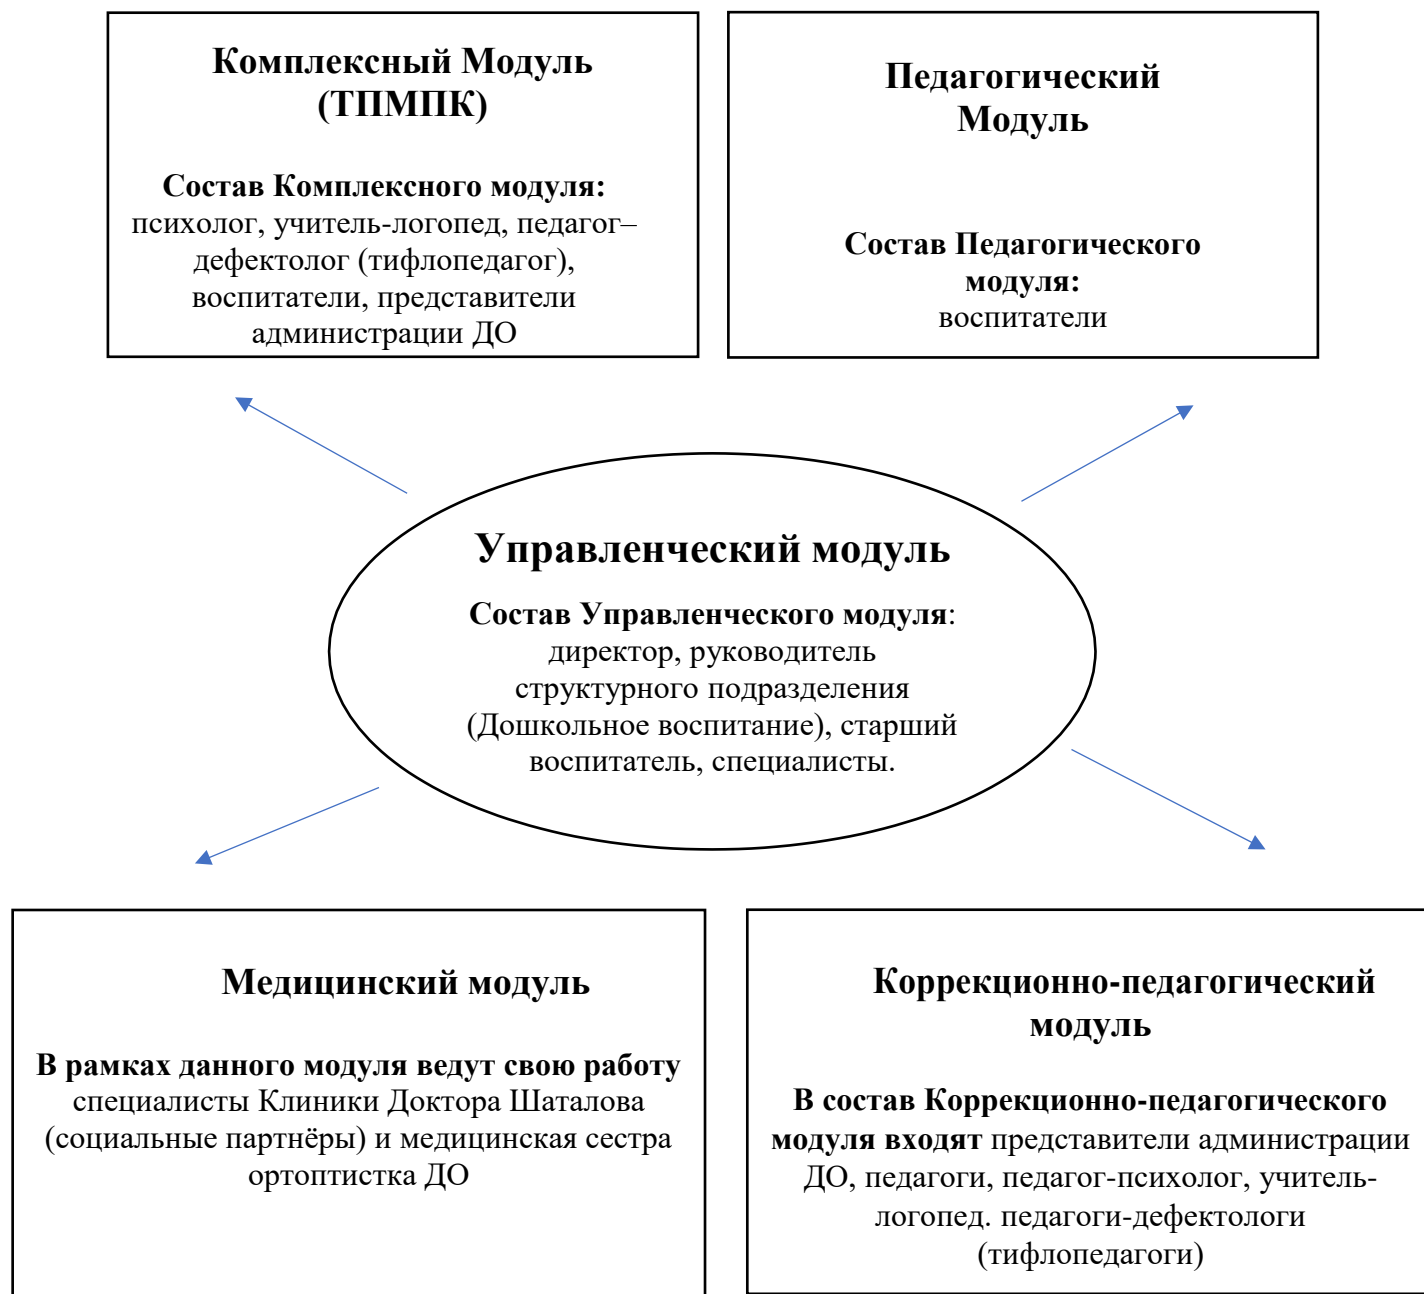 Комплексный Модуль
(ТПМПК)
Состав Комплексного модуля:
психолог, учитель-логопед, педагог–
дефектолог (тифлопедагог),
воспитатели, представители
администрации ДО
Педагогический
Модуль
Состав Педагогического
модуля:
воспитатели
Управленческий модуль
Состав Управленческого модуля:
директор, руководитель
структурного подразделения
(Дошкольное воспитание), старший
воспитатель, специалисты.
Медицинский модуль
В рамках данного модуля ведут свою работу
специалисты Клиники Доктора Шаталова
(социальные партнёры) и медицинская сестра
ортоптистка ДО
Коррекционно-педагогический
модуль
В состав Коррекционно-педагогического
модуля входят представители администрации
ДО, педагоги, педагог-психолог, учитель-
логопед. педагоги-дефектологи
(тифлопедагоги)